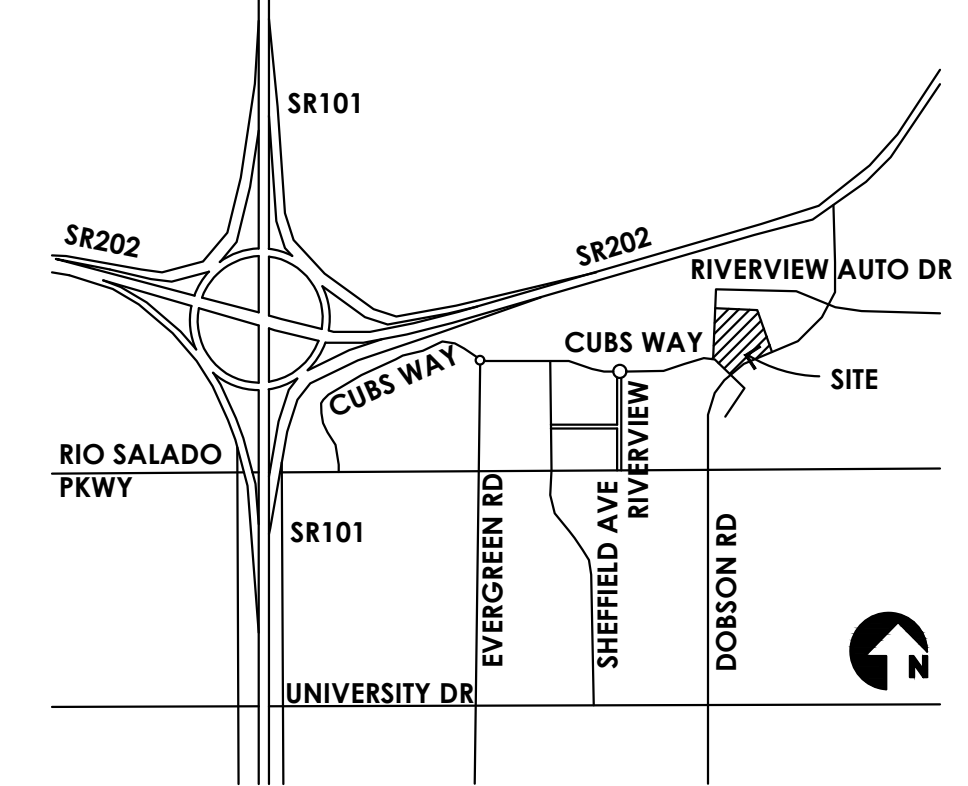 SR101
SR202
SR202
RIVERVIEW AUTO DR
CUBS WAY
CUBS WAY
SITE
RIVERVIEW
RIO SALADO
PKWY
EVERGREEN RD
SHEFFIELD AVE
DOBSON RD
SR101
UNIVERSITY DR
N